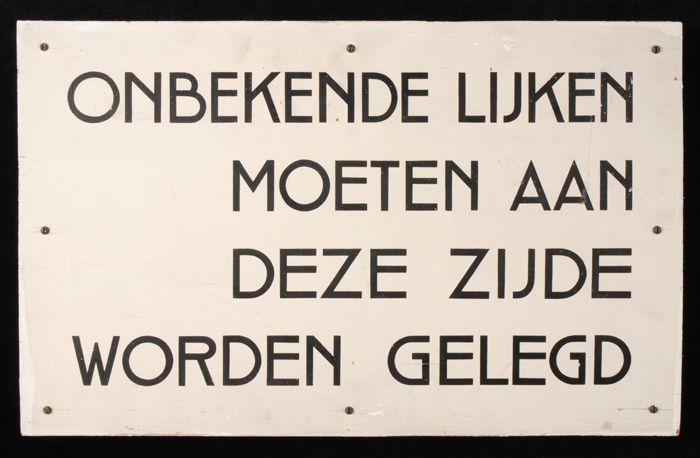 ONBEKENDE LIJKEN
MOETEN AAN
DEZE ZIJDE
WORDEN GELEGD